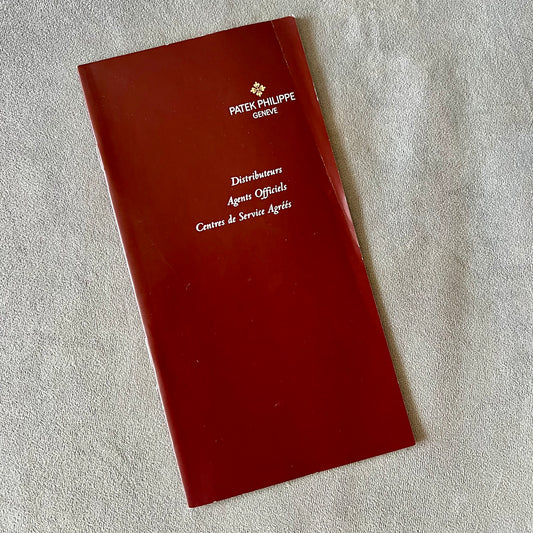 PATEK PHILIPPE
GENEVE
Distributeurs
Agents Officiels
Centres de Service Agréés